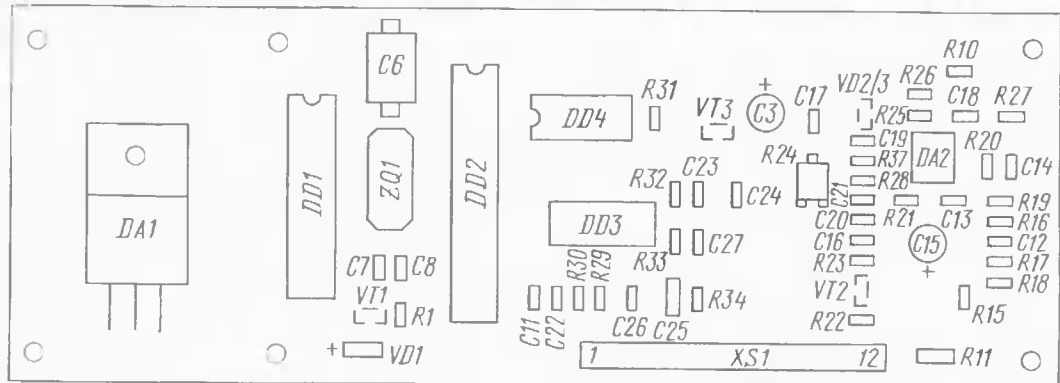 R10
C6
R31
VT3
+
C3
C17
VD2/3
R26
C18
R27
R25
DD4
C19
DA2
R20
C14
R37
R24
R28
DA1
DD1
ZQ1
DD2
R32
C23
C24
C21
R21
C13
R19
DD3
C20
R16
C16
C15
C12
R33
C27
R23
R17
C7
C8
R30
R29
+
R18
VT1
R1
VT2
R15
C11
C22
C26
C25
R34
R22
+
VD1
1
XS1
12
R11